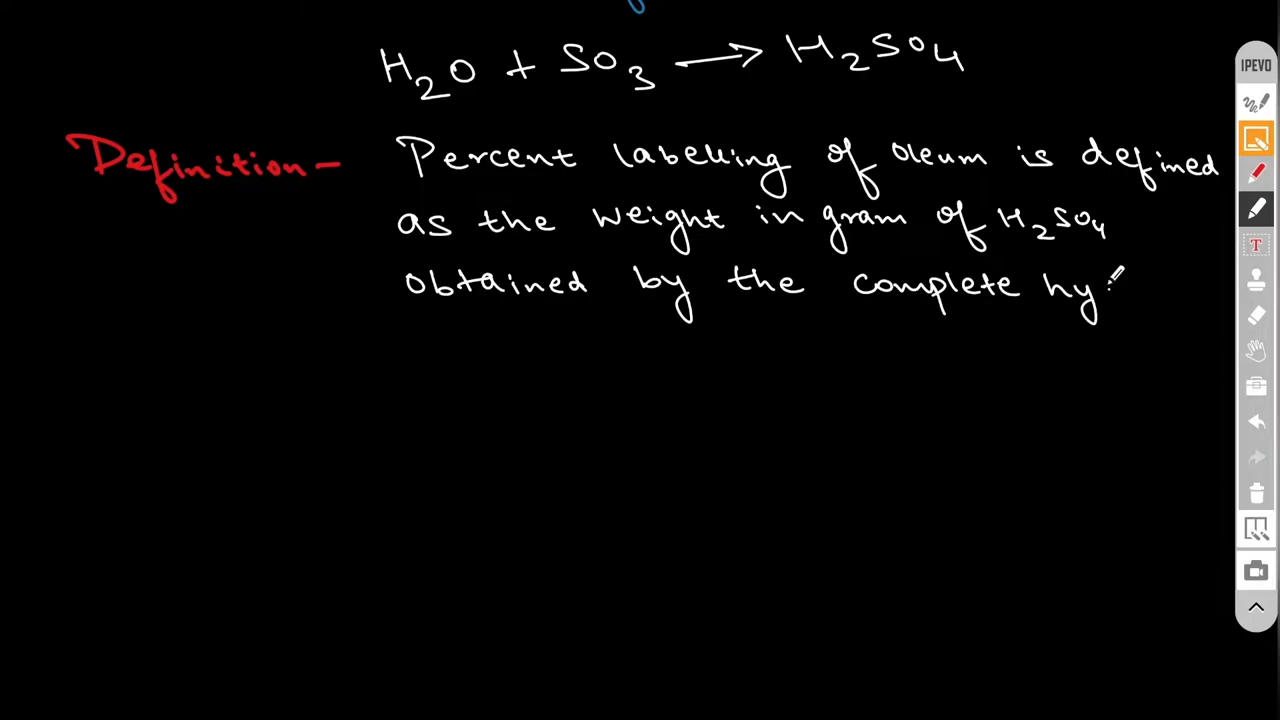 H₂O + SO₃ ⟶ H₂SO₄
Definition - Percent labelling of oleum is defined
as the weight in gram of H₂SO₄
obtained by the complete hy
IPEVO
T